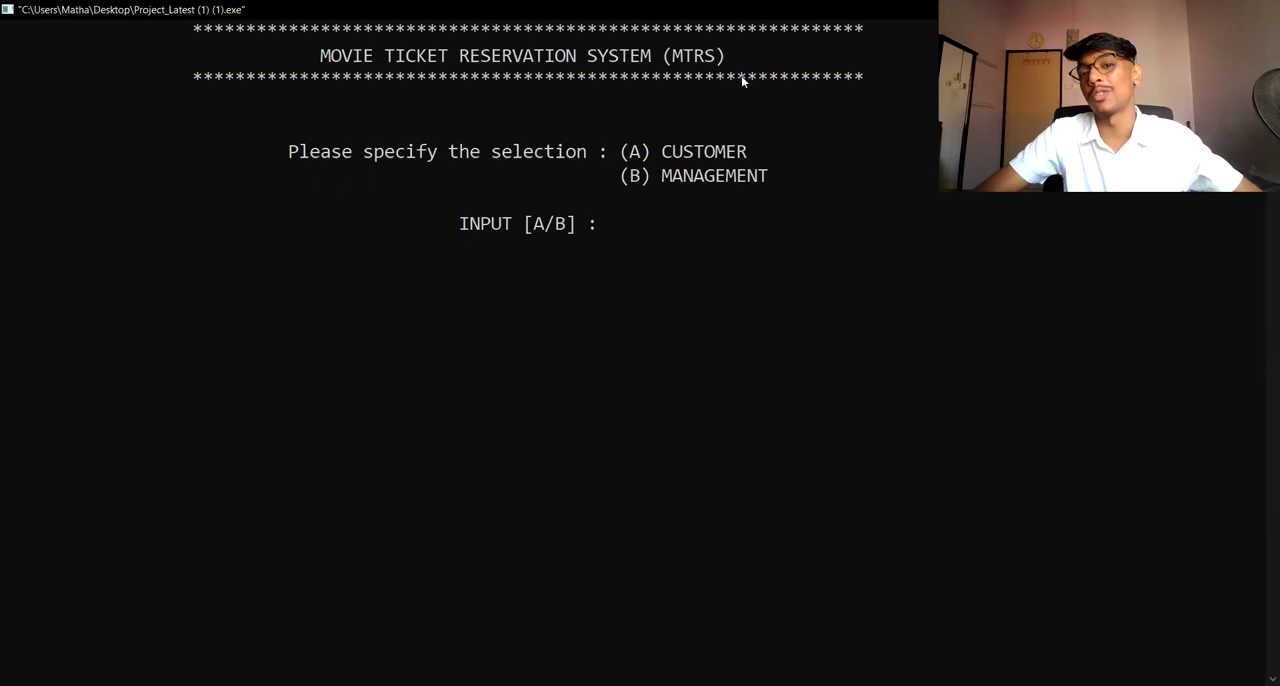 "C:\Users\Matha\Desktop\Project_Latest (1) (1).exe"
***************************************************************
MOVIE TICKET RESERVATION SYSTEM (MTRS)
***************************************************************
Please specify the selection : (A) CUSTOMER
(B) MANAGEMENT
INPUT [A/B] :